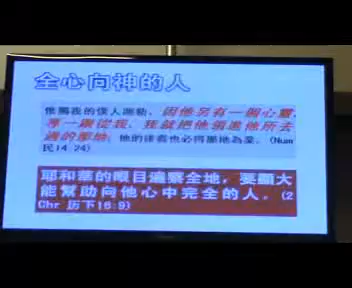 全心向神的人
惟獨我的僕人迦勒，因他另有一個心靈，
專一跟從我，我就把他領進他所去
過的那地；他的後裔也必得那地為業。(Num
民14:24)
耶和華的眼目遍察全地，要顯大
能幫助向他心中完全的人。(2
Chr 历下16:9)